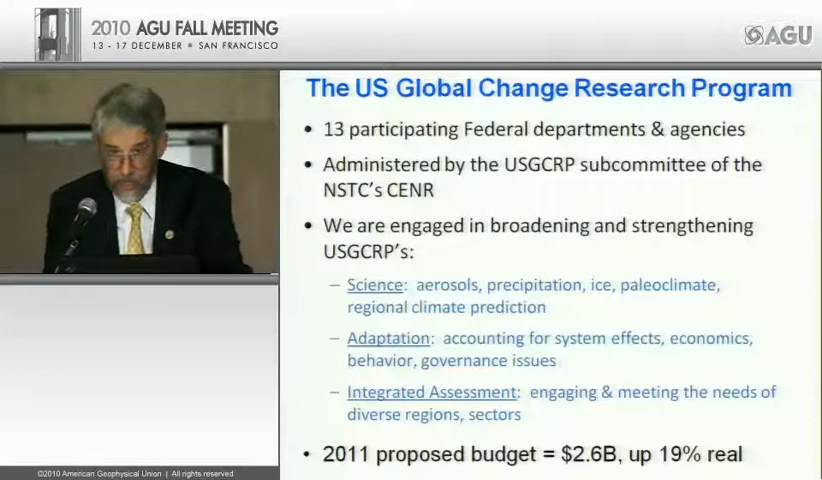 2010 AGU FALL MEETING
13 - 17 DECEMBER • SAN FRANCISCO
AGU
The US Global Change Research Program
• 13 participating Federal departments & agencies
• Administered by the USGCRP subcommittee of the
NSTC's CENR
• We are engaged in broadening and strengthening
USGCRP's:
– Science: aerosols, precipitation, ice, paleoclimate,
regional climate prediction
– Adaptation: accounting for system effects, economics,
behavior, governance issues
– Integrated Assessment: engaging & meeting the needs of
diverse regions, sectors
• 2011 proposed budget = $2.6B, up 19% real
©2010 American Geophysical Union | All rights reserved